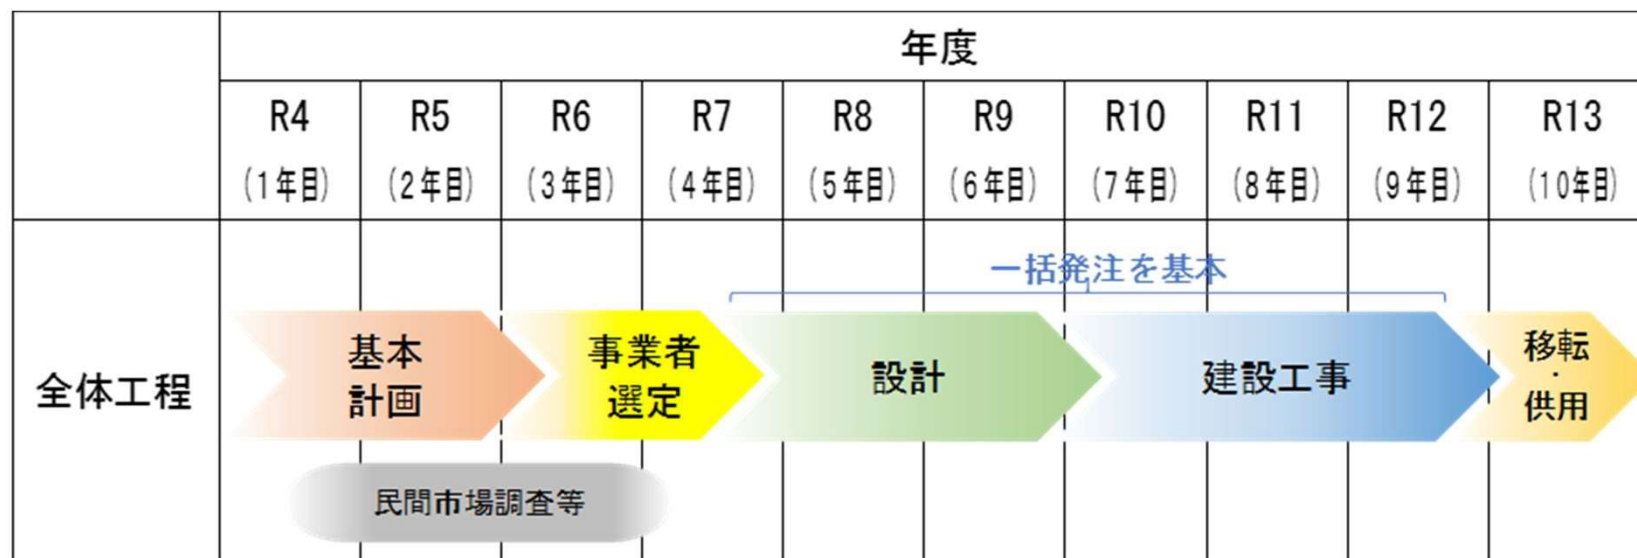 年度
R4 R5 R6 R7 R8 R9 R10 R11 R12 R13
(1年目) (2年目) (3年目) (4年目) (5年目) (6年目) (7年目) (8年目) (9年目) (10年目)
一括発注を基本
全体工程
基本
計画
事業者
選定
設計
建設工事
移転
・
供用
民間市場調査等